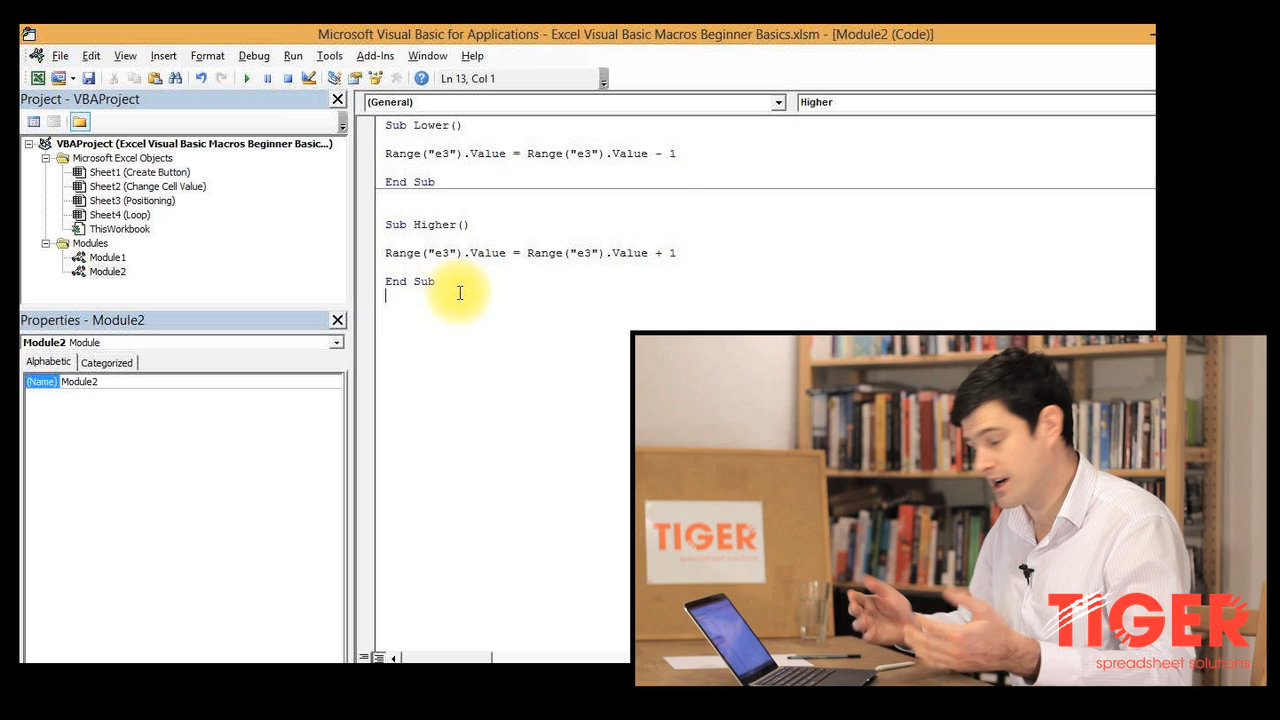 Microsoft Visual Basic for Applications - Excel Visual Basic Macros Beginner Basics.xlsm - [Module2 (Code)]
File Edit View Insert Format Debug Run Tools Add-Ins Window Help
Ln 13, Col 1
Project - VBAProject
VBAProject (Excel Visual Basic Macros Beginner Basic...)
Microsoft Excel Objects
Sheet1 (Create Button)
Sheet2 (Change Cell Value)
Sheet3 (Positioning)
Sheet4 (Loop)
ThisWorkbook
Modules
Module1
Module2
Properties - Module2
Module2 Module
Alphabetic Categorized
(Name) Module2
(General) Higher
Sub Lower()
Range("e3").Value = Range("e3").Value - 1
End Sub
Sub Higher()
Range("e3").Value = Range("e3").Value + 1
End Sub
TIGER
spreadsheet solutions
TIGER
spreadsheet solutions